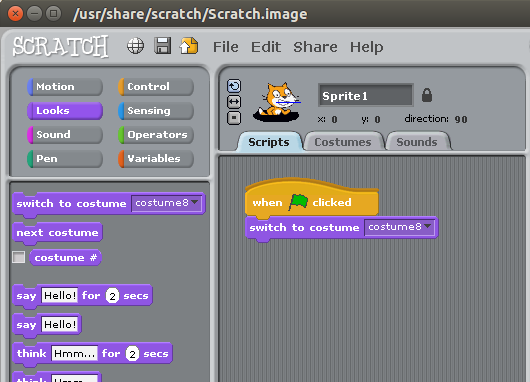 /usr/share/scratch/Scratch.image
SCRATCH File Edit Share Help
Motion Control
Looks Sensing
Sound Operators
Pen Variables
Sprite1
x: 0 y: 0 direction: 90
Scripts Costumes Sounds
switch to costume costume8
next costume
costume #
say Hello! for 2 secs
say Hello!
think Hmm... for 2 secs
think Hmm...
when clicked
switch to costume costume8